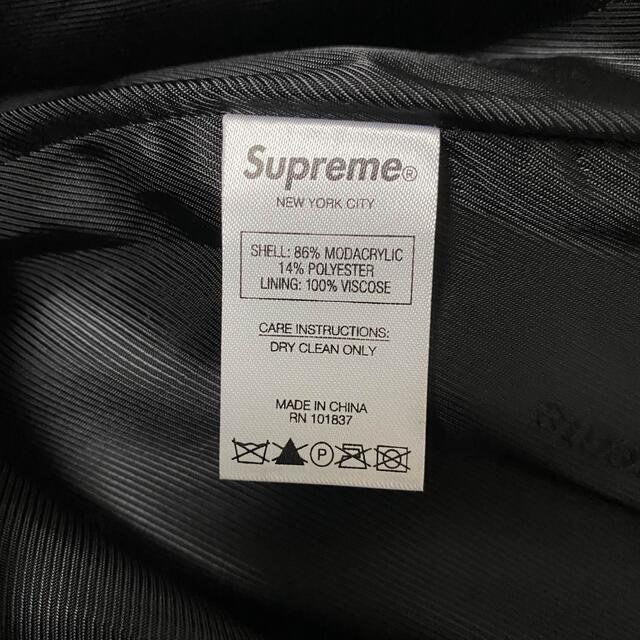 Supreme®
NEW YORK CITY
SHELL: 86% MODACRYLIC
14% POLYESTER
LINING: 100% VISCOSE
CARE INSTRUCTIONS:
DRY CLEAN ONLY
MADE IN CHINA
RN 101837
P